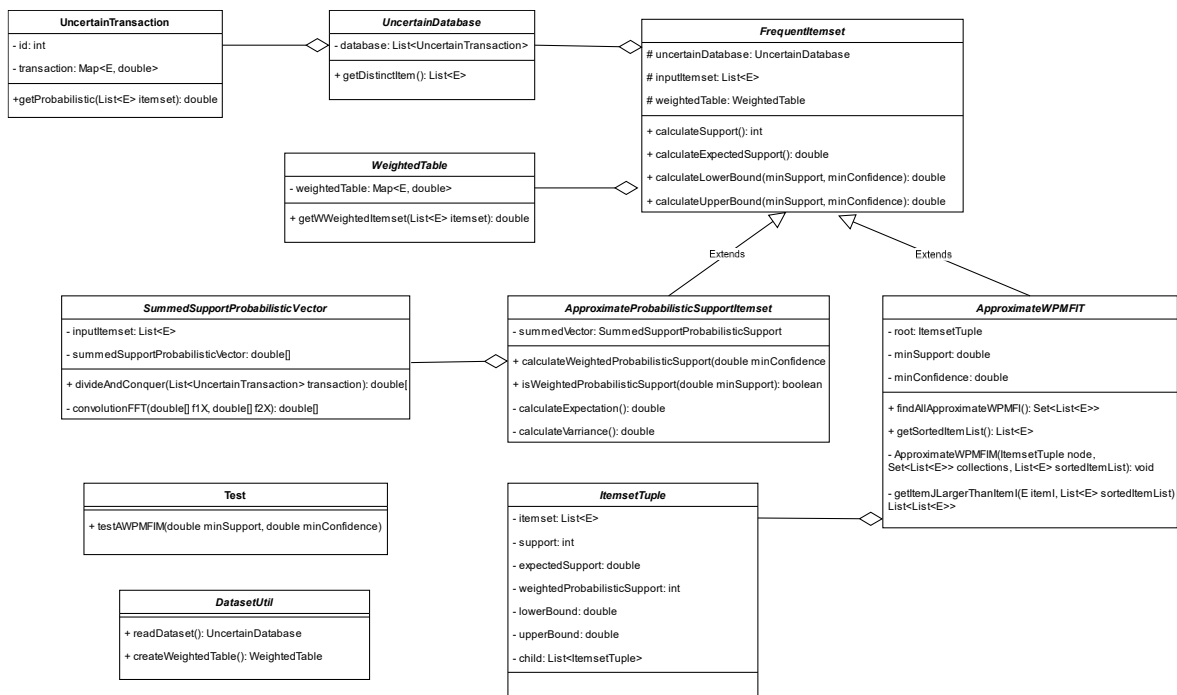 UncertainTransaction
- id: int
- transaction: Map<E, double>
+getProbabilistic(List<E> itemset): double
UncertainDatabase
- database: List<UncertainTransaction>
+ getDistinctItem(): List<E>
FrequentItemset
# uncertainDatabase: UncertainDatabase
# inputItemset: List<E>
# weightedTable: WeightedTable
+ calculateSupport(): int
+ calculateExpectedSupport(): double
+ calculateLowerBound(minSupport, minConfidence): double
+ calculateUpperBound(minSupport, minConfidence): double
WeightedTable
- weightedTable: Map<E, double>
+ getWWeightedItemset(List<E> itemset): double
Extends
Extends
SummedSupportProbabilisticVector
- inputItemset: List<E>
- summedSupportProbabilisticVector: double[]
+ divideAndConquer(List<UncertainTransaction> transaction): double[
- convolutionFFT(double[] f1X, double[] f2X): double[]
ApproximateProbabilisticSupportItemset
- summedVector: SummedSupportProbabilisticSupport
+ calculateWeightedProbabilisticSupport(double minConfidence
+ isWeightedProbabilisticSupport(double minSupport): boolean
- calculateExpectation(): double
- calculateVarriance(): double
ApproximateWPMFIT
- root: ItemsetTuple
- minSupport: double
- minConfidence: double
+ findAllApproximateWPMFI(): Set<List<E>>
+ getSortedItemList(): List<E>
- ApproximateWPMFIM(ItemsetTuple node,
Set<List<E>> collections, List<E> sortedItemList): void
- getItemJLargerThanItemI(E itemI, List<E> sortedItemList)
List<List<E>>
Test
+ testAWPMFIM(double minSupport, double minConfidence)
ItemsetTuple
- itemset: List<E>
- support: int
- expectedSupport: double
- weightedProbabilisticSupport: int
- lowerBound: double
- upperBound: double
- child: List<ItemsetTuple>
DatasetUtil
+ readDataset(): UncertainDatabase
+ createWeightedTable(): WeightedTable